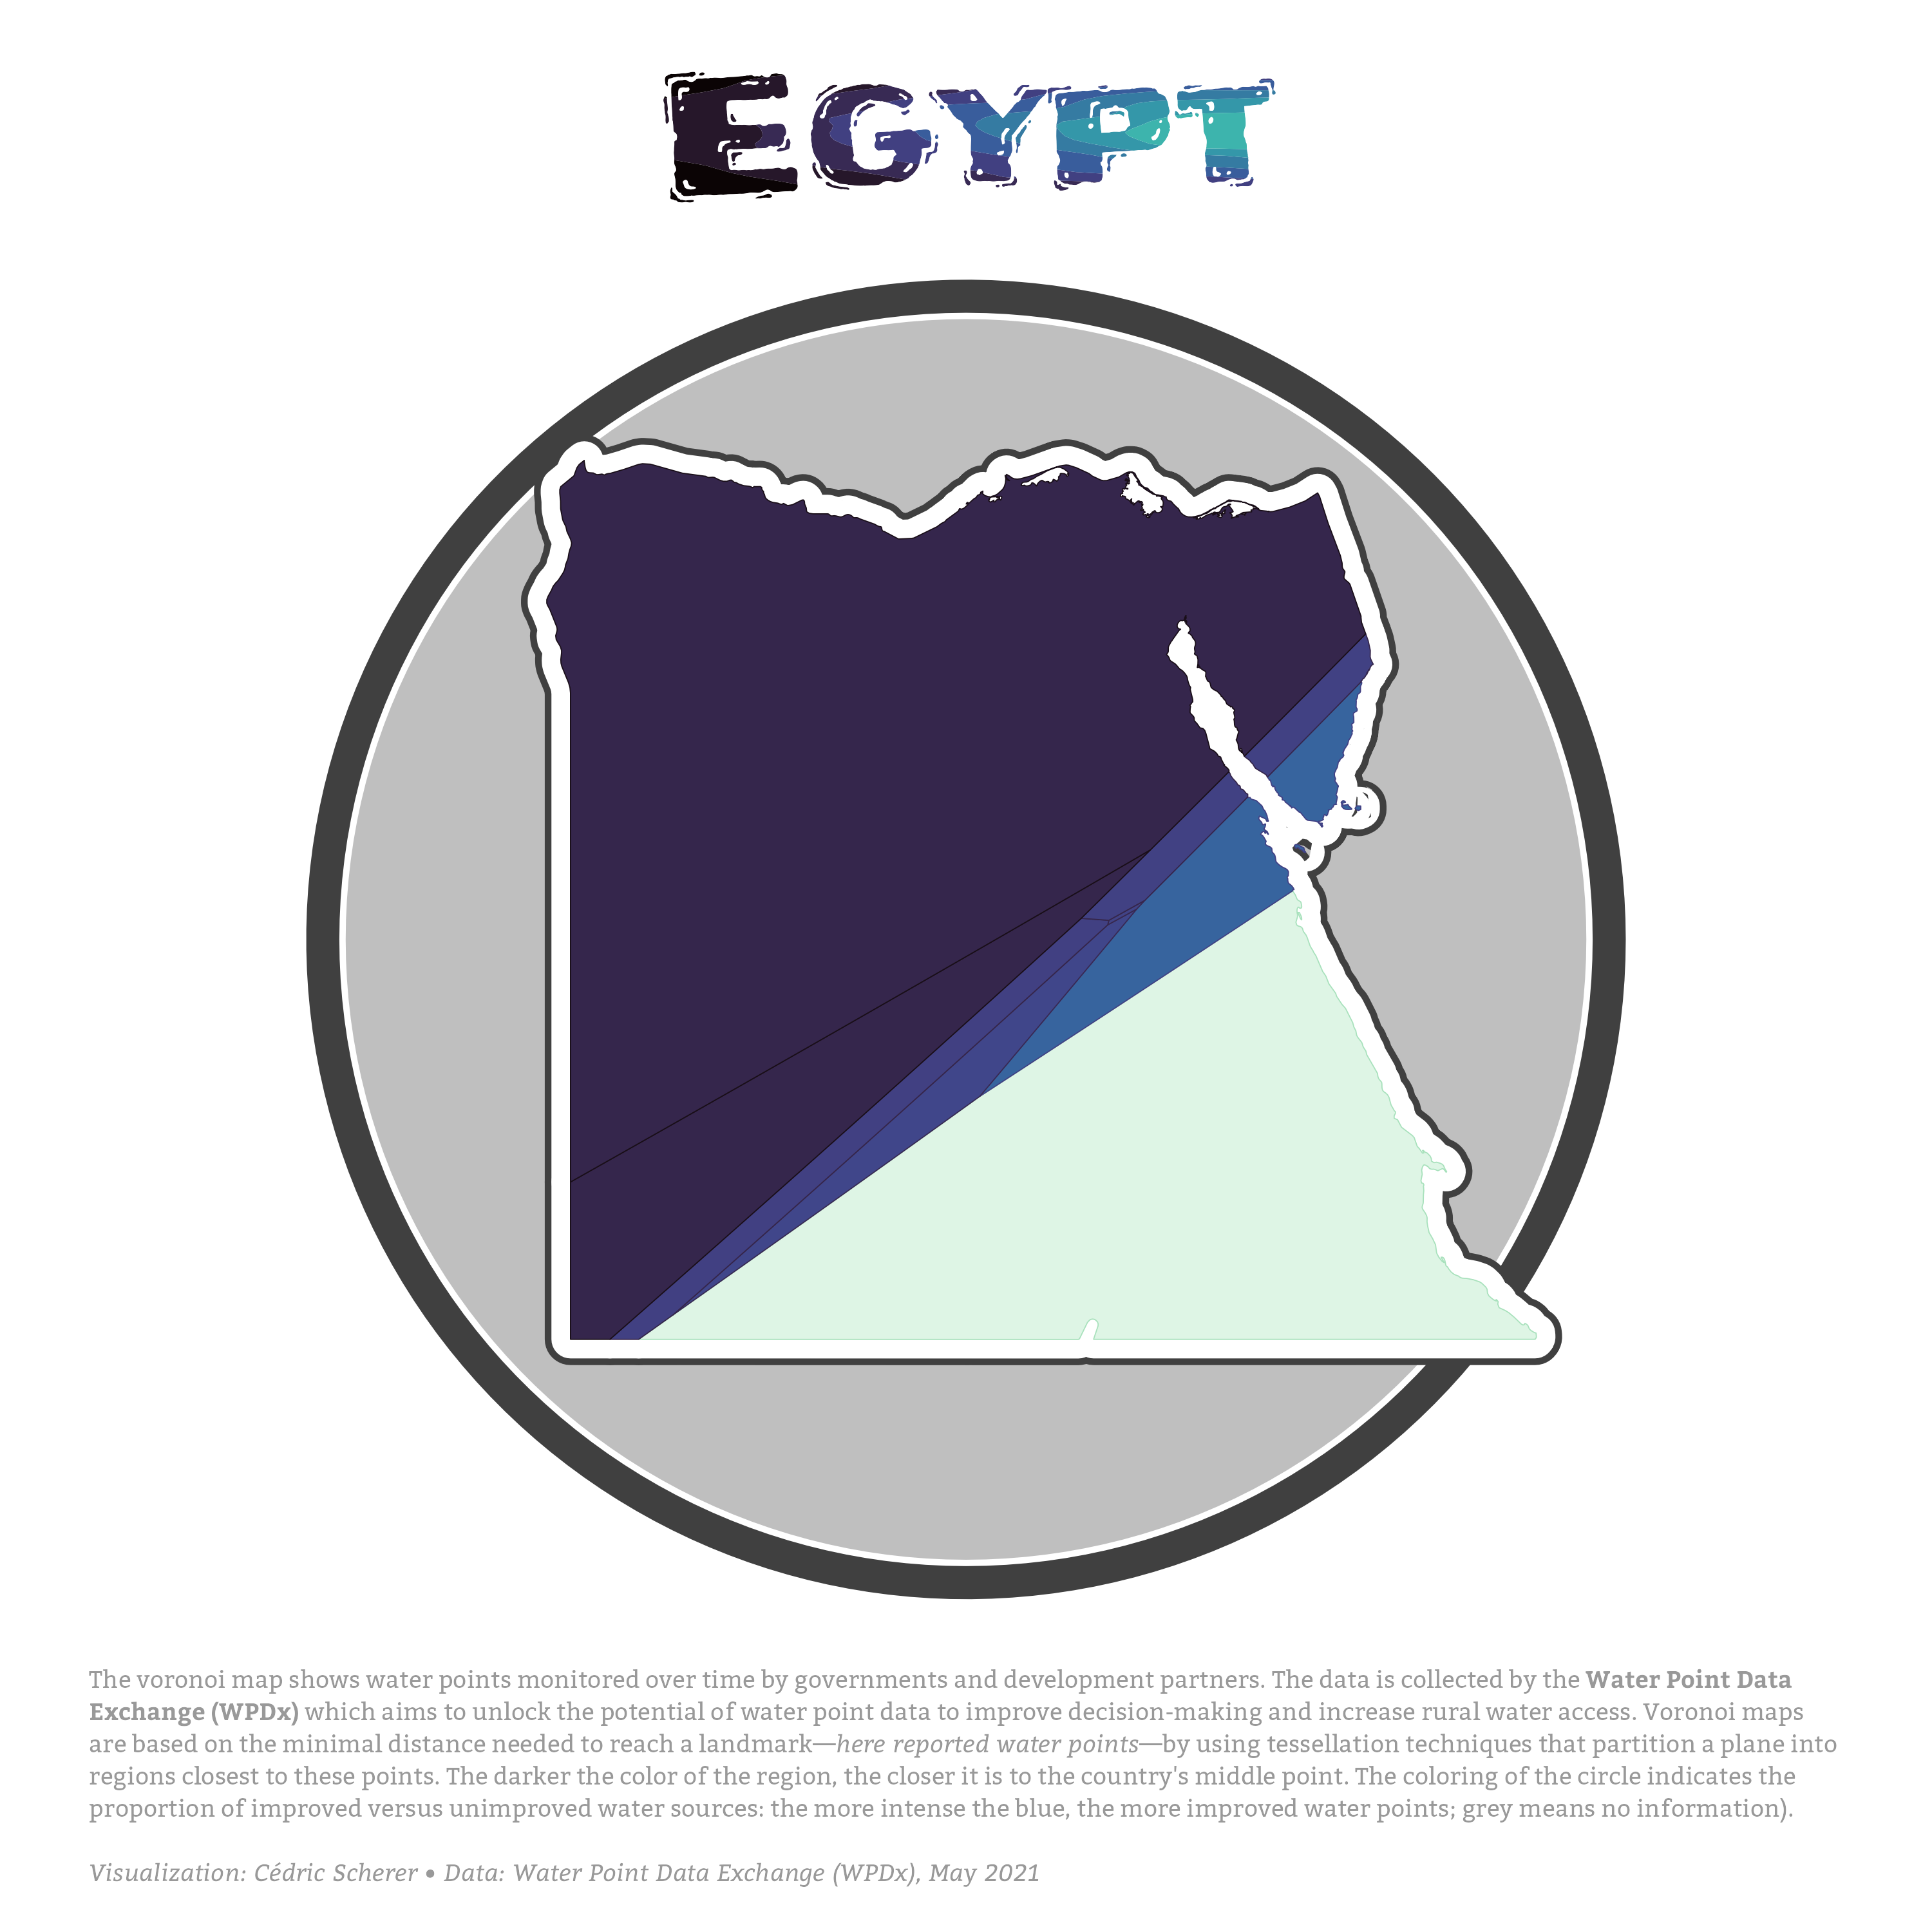 EGYPT
The voronoi map shows water points monitored over time by governments and development partners. The data is collected by the Water Point Data
Exchange (WPDx) which aims to unlock the potential of water point data to improve decision-making and increase rural water access. Voronoi maps
are based on the minimal distance needed to reach a landmark—here reported water points—by using tessellation techniques that partition a plane into
regions closest to these points. The darker the color of the region, the closer it is to the country's middle point. The coloring of the circle indicates the
proportion of improved versus unimproved water sources: the more intense the blue, the more improved water points; grey means no information).
Visualization: Cédric Scherer • Data: Water Point Data Exchange (WPDx), May 2021